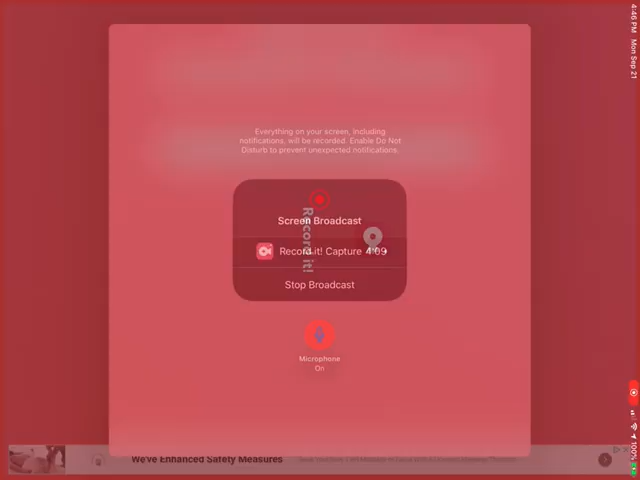 4:46 PM Mon Sep 21
Everything on your screen, including
notifications, will be recorded. Enable Do Not
Disturb to prevent unexpected notifications.
Screen Broadcast
Record it! Capture 4:09
Stop Broadcast
Record it!
Microphone
On
100%
We've Enhanced Safety Measures